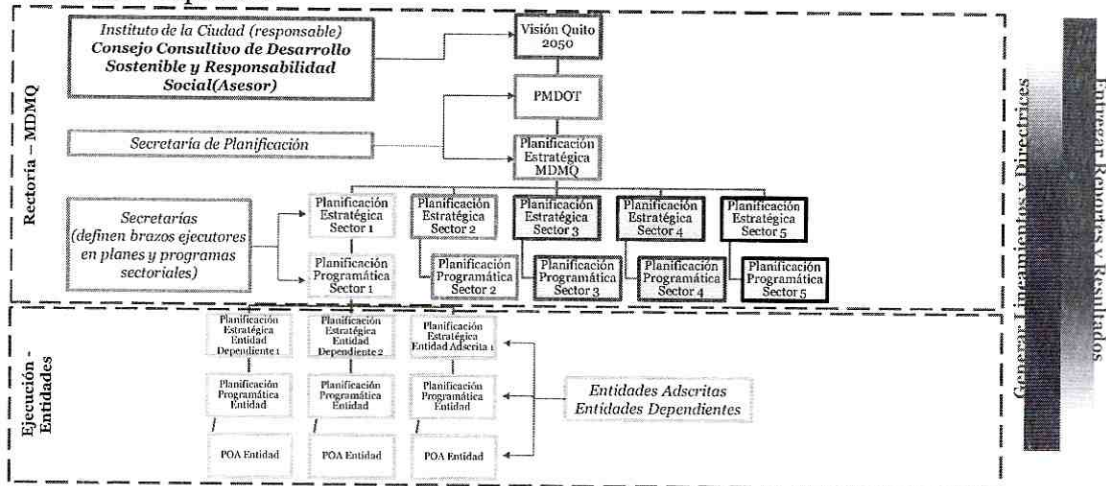 Rectoría – MDMQ
Instituto de la Ciudad (responsable)
Consejo Consultivo de Desarrollo
Sostenible y Responsabilidad
Social(Asesor)
Visión Quito
2050
PMDOT
Secretaría de Planificación
Planificación
Estratégica
MDMQ
Secretarías
(definen brazos ejecutores
en planes y programas
sectoriales)
Planificación
Estratégica
Sector 1
Planificación
Estratégica
Sector 2
Planificación
Estratégica
Sector 3
Planificación
Estratégica
Sector 4
Planificación
Estratégica
Sector 5
Planificación
Programática
Sector 1
Planificación
Programática
Sector 2
Planificación
Programática
Sector 3
Planificación
Programática
Sector 4
Planificación
Programática
Sector 5
Ejecución -
Entidades
Planificación
Estratégica
Entidad
Dependiente 1
Planificación
Estratégica
Entidad
Dependiente 2
Planificación
Estratégica
Entidad Adscrita 1
Planificación
Programática
Entidad
Planificación
Programática
Entidad
Planificación
Programática
Entidad
POA Entidad
POA Entidad
POA Entidad
Entidades Adscritas
Entidades Dependientes
Generar Lineamientos y Directrices
Entregar Reportes y Resultados